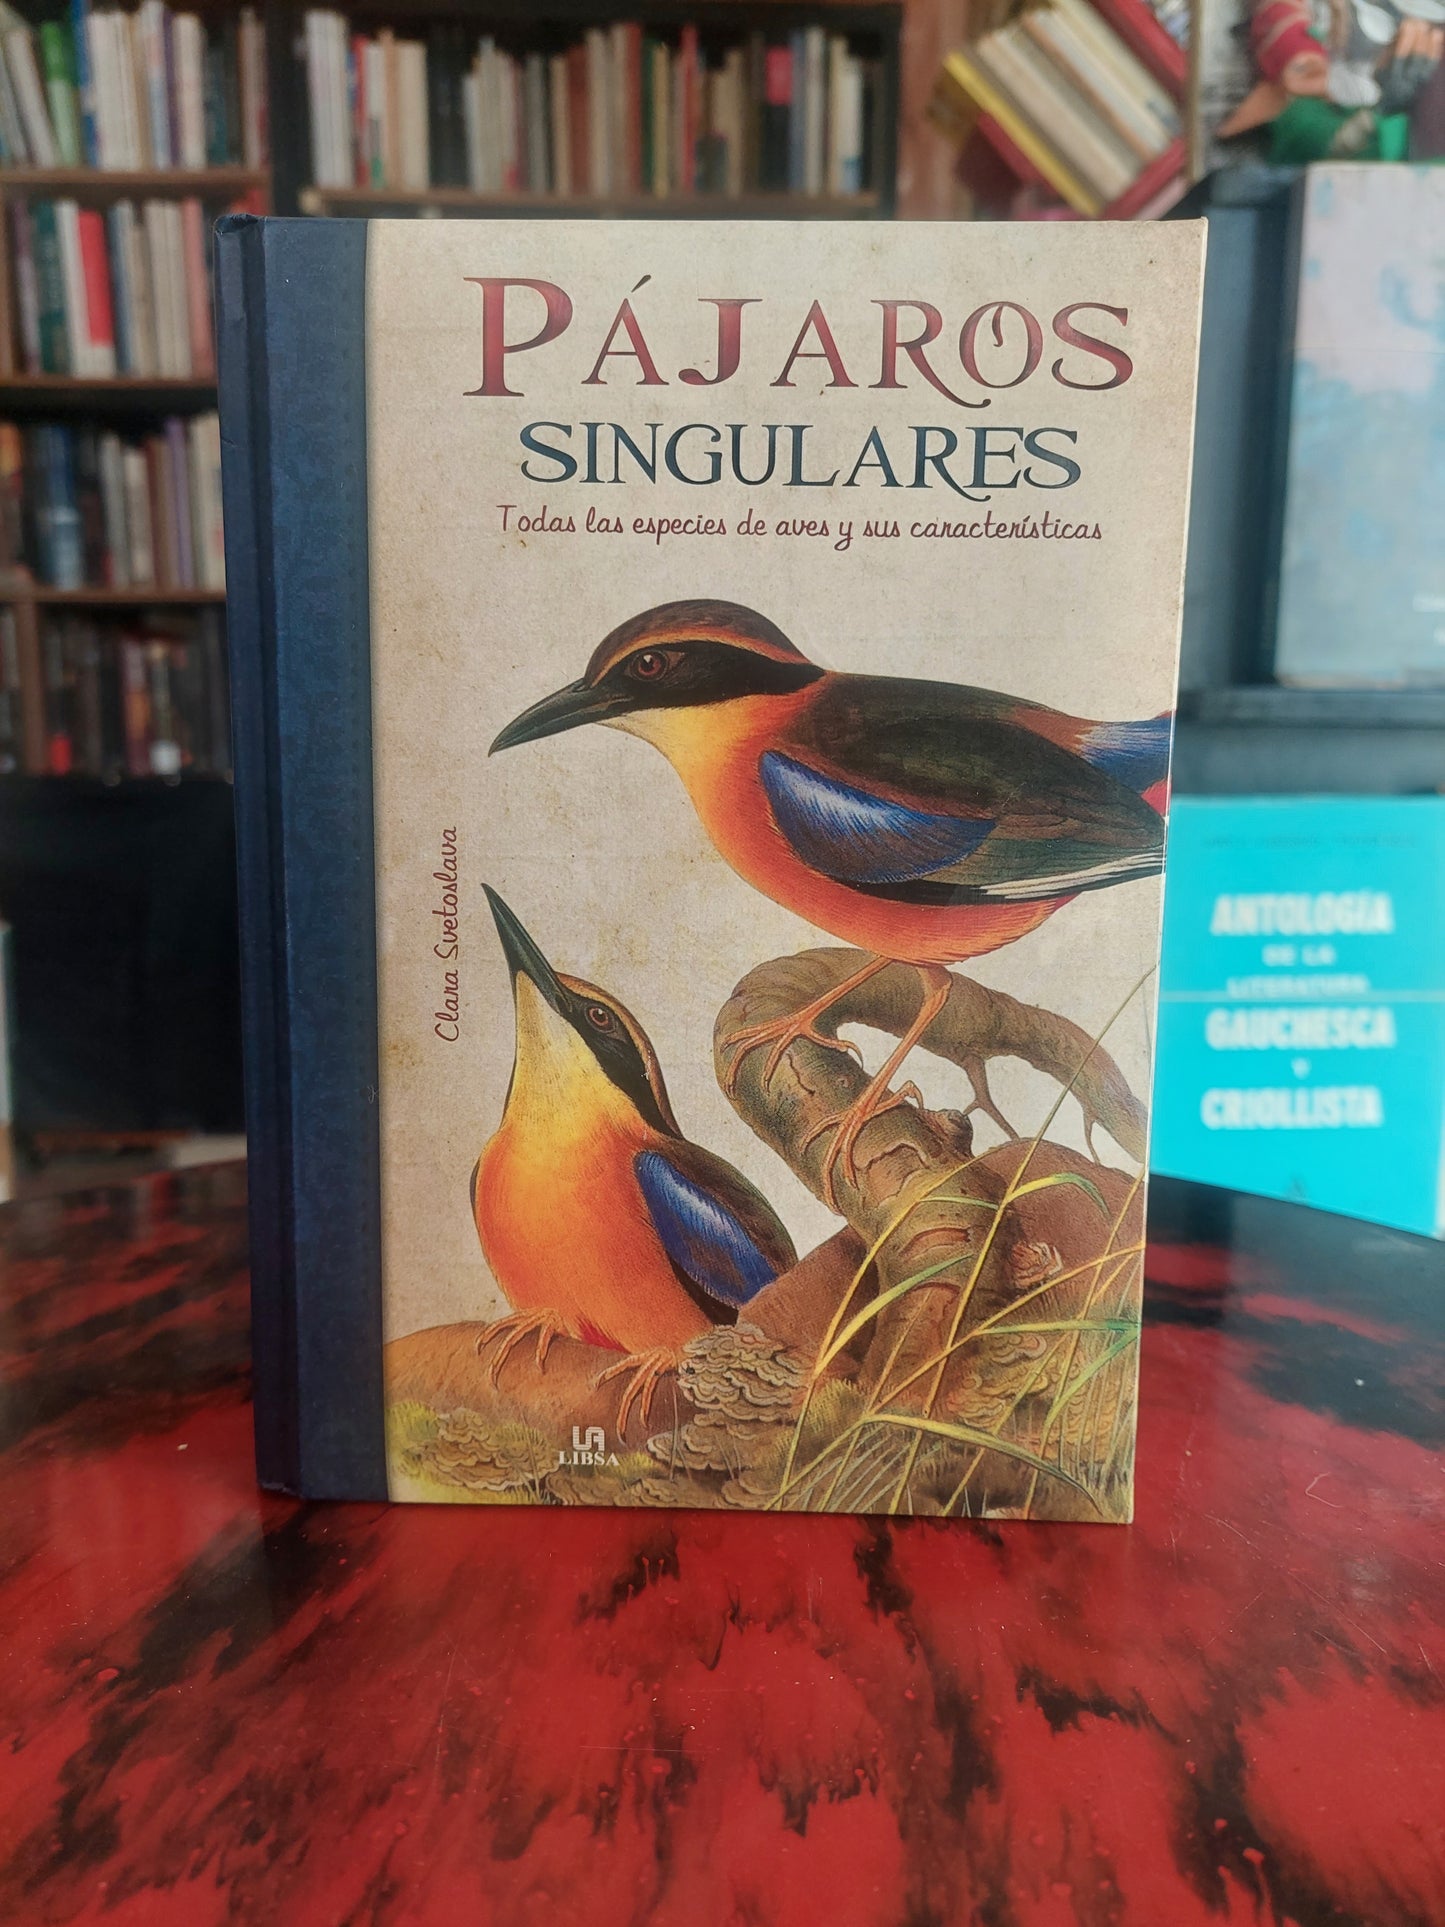 PÁJAROS
SINGULARES
Todas las especies de aves y sus características
Clara Svetoslava
LIBSA
ANTOLOGÍA
DE LA
LITERATURA
GAUCHESCA
Y
CRIOLLISTA